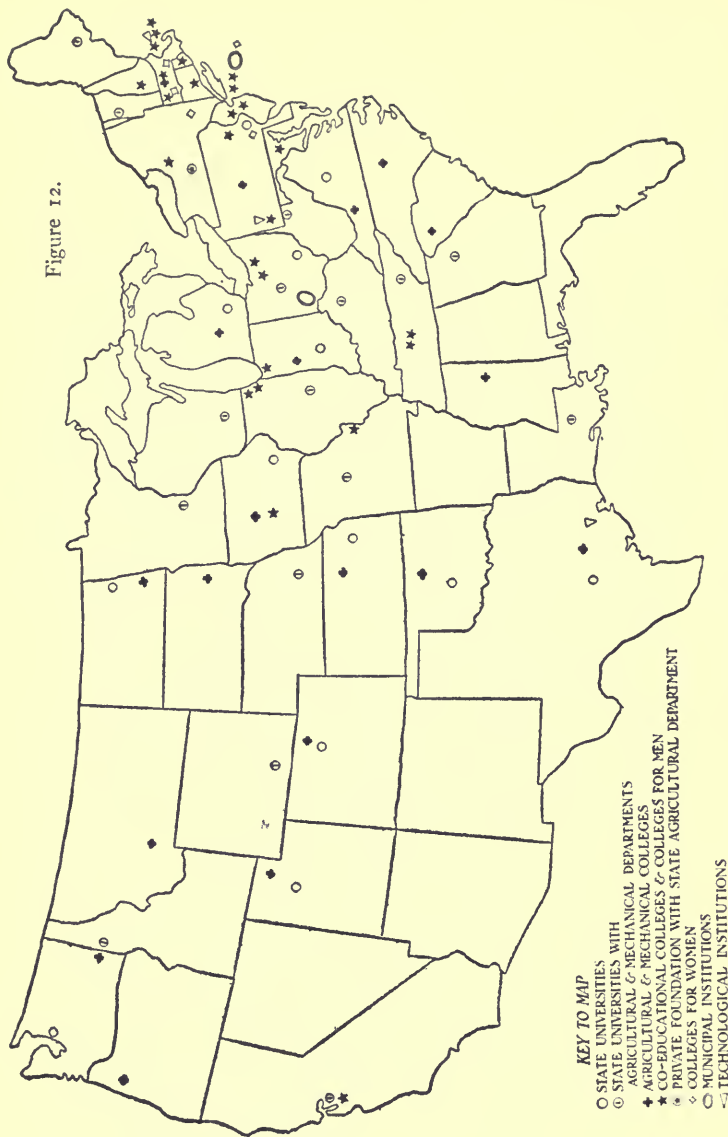 Figure 12.
KEY TO MAP
STATE UNIVERSITIES
STATE UNIVERSITIES WITH
AGRICULTURAL & MECHANICAL DEPARTMENTS
AGRICULTURAL & MECHANICAL COLLEGES
CO-EDUCATIONAL COLLEGES & COLLEGES FOR MEN
PRIVATE FOUNDATION WITH STATE AGRICULTURAL DEPARTMENT
COLLEGES FOR WOMEN
MUNICIPAL INSTITUTIONS
TECHNOLOGICAL INSTITUTIONS